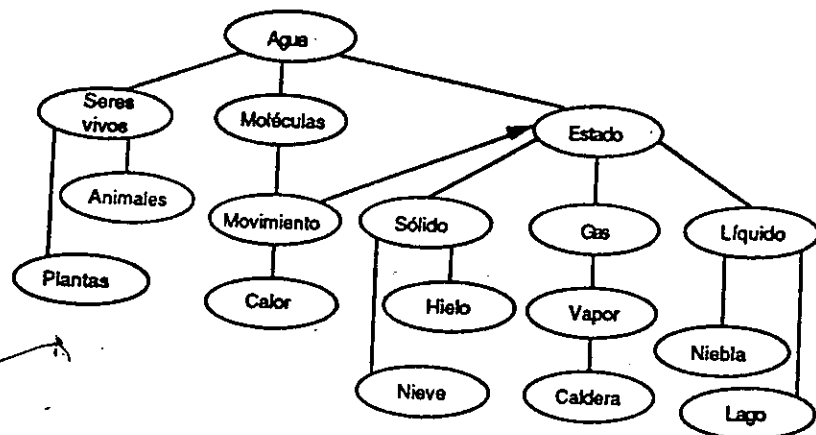 Agua
Seres
vivos
Moléculas
Estado
Animales
Movimiento
Sólido
Gas
Líquido
Plantas
Calor
Hielo
Vapor
Niebla
Nieve
Caldera
Lago